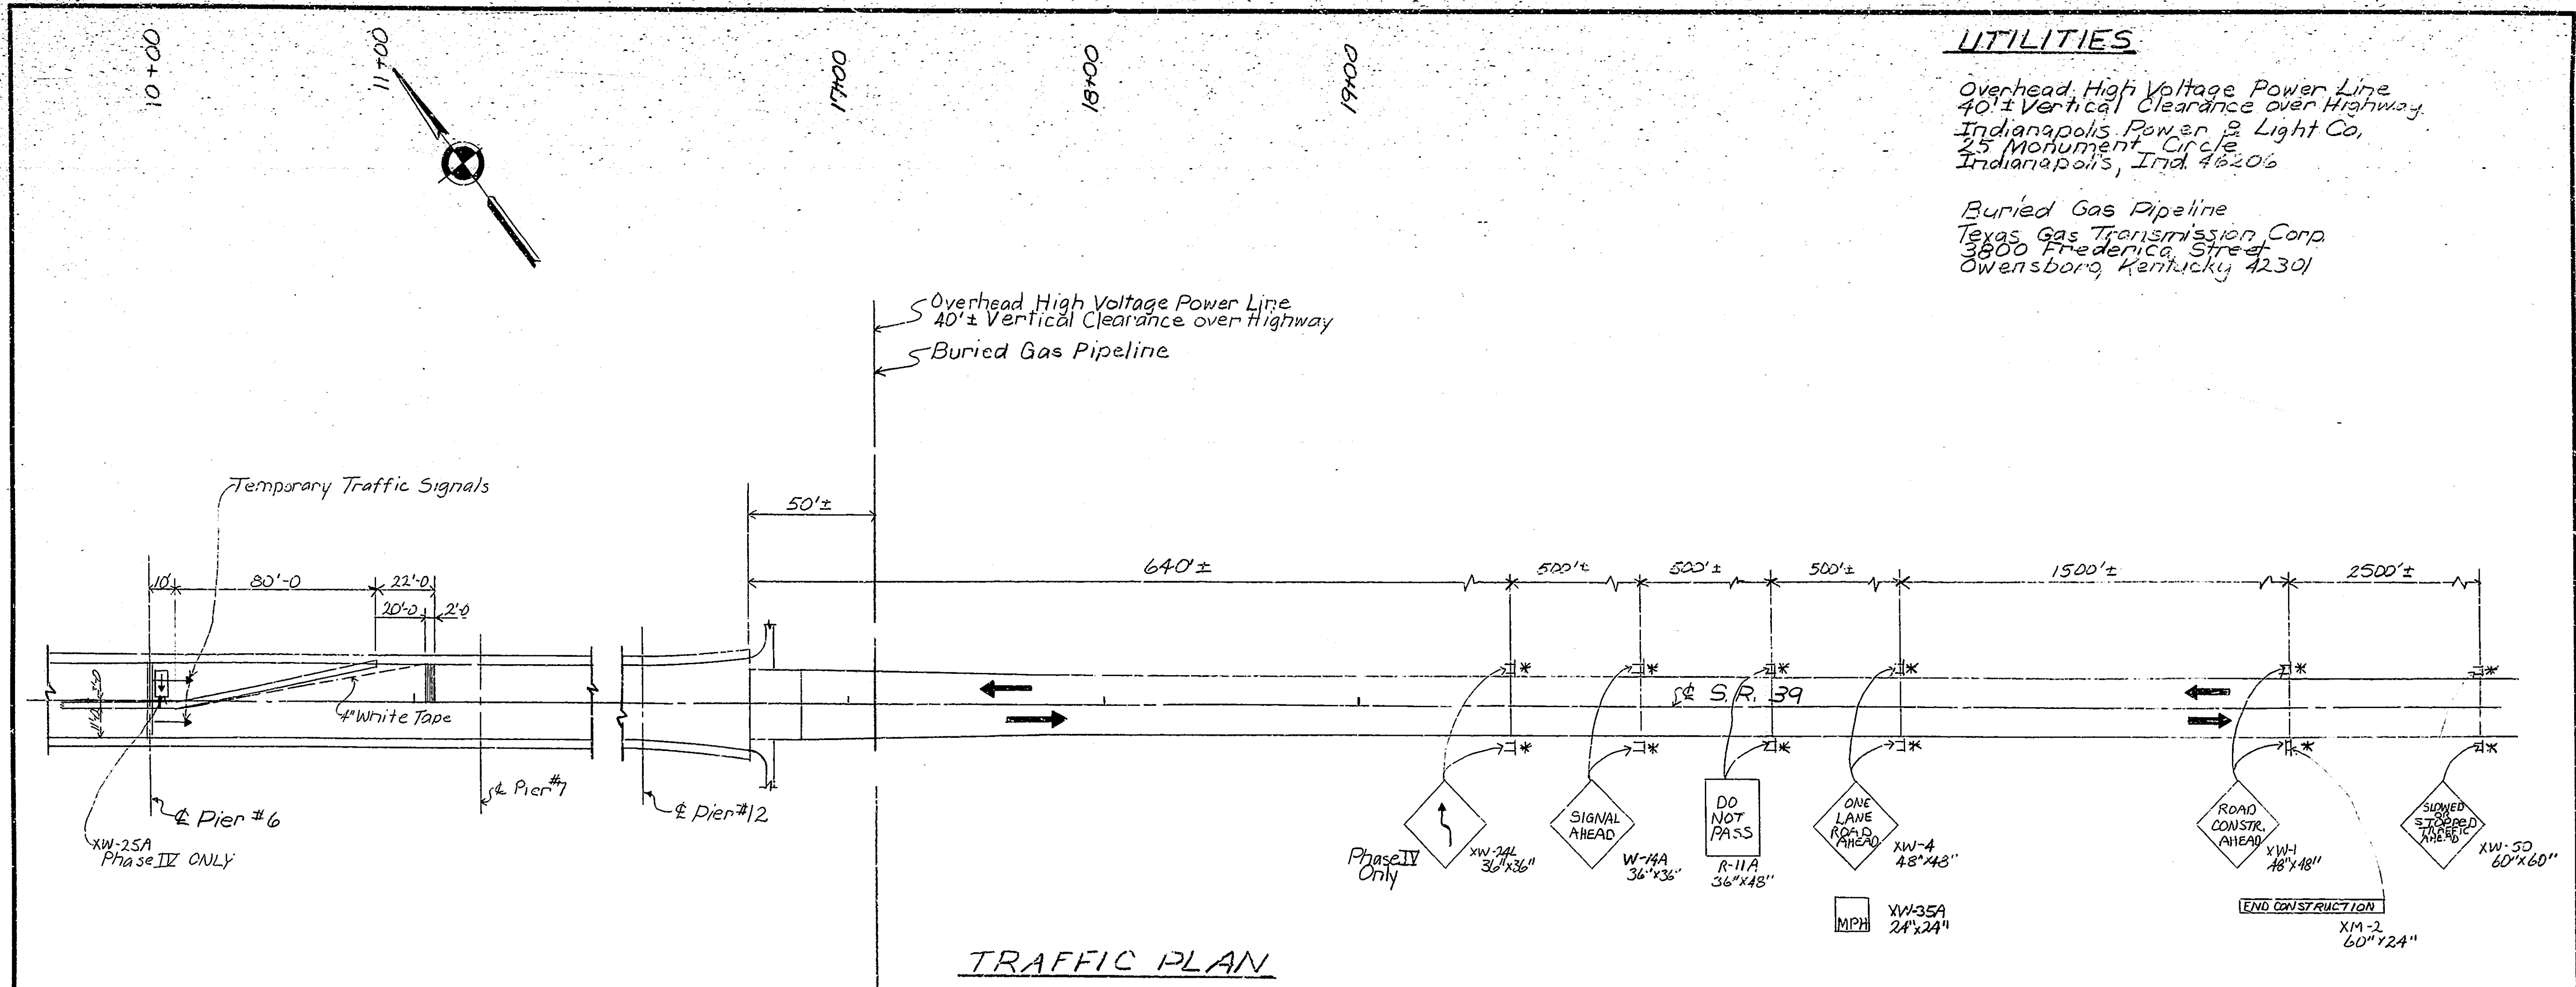 10+00
11+00
17+00
18+00
19+00
UTILITIES
Overhead High Voltage Power Line
40'± Vertical Clearance over Highway.
Indianapolis Power & Light Co,
25 Monument Circle
Indianapolis, Ind. 46206
Buried Gas Pipeline
Texas Gas Transmission Corp.
3800 Frederica Street
Owensboro, Kentucky 42301
Overhead High Voltage Power Line
40'± Vertical Clearance over Highway
Buried Gas Pipeline
Temporary Traffic Signals
50'±
10'
80'-0
22'-0
20'-0
2'-0
640'±
500'±
500'±
500'±
1500'±
2500'±
11'-0
4" White Tape
℄ S.R. 39
℄ Pier #6
℄ Pier #7
℄ Pier #12
XW-25A
Phase IV ONLY
Phase IV
Only
XW-24L
36"x36"
SIGNAL
AHEAD
W-14A
36"x36"
DO
NOT
PASS
R-11A
36"x48"
ONE
LANE
ROAD
AHEAD
XW-4
48"x48"
MPH
XW-35A
24"x24"
ROAD
CONSTR.
AHEAD
XW-1
48"x48"
END CONSTRUCTION
XM-2
60"x24"
SLOWED
OR
STOPPED
TRAFFIC
AHEAD
XW-50
60"x60"
TRAFFIC PLAN